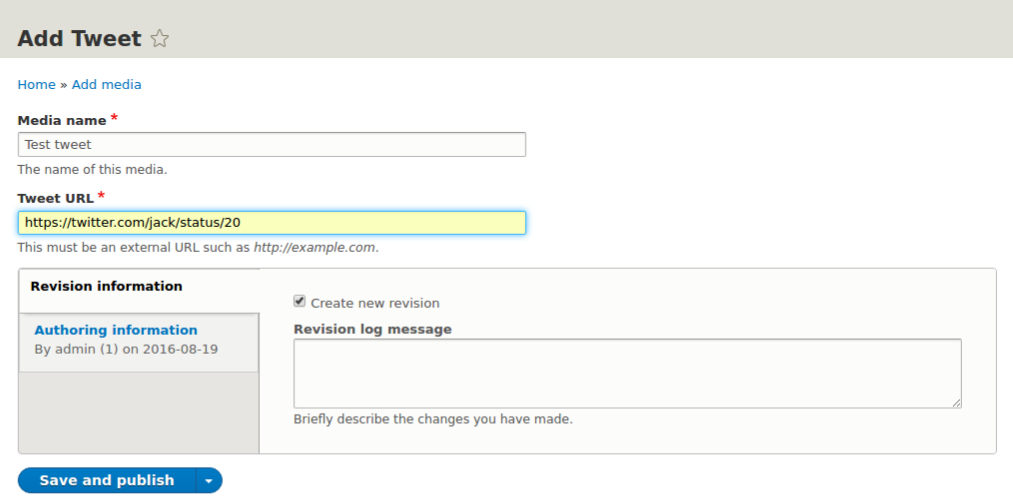 Add Tweet
Home » Add media
Media name *
Test tweet
The name of this media.
Tweet URL *
https://twitter.com/jack/status/20
This must be an external URL such as http://example.com.
Revision information
Authoring information
By admin (1) on 2016-08-19
Create new revision
Revision log message
Briefly describe the changes you have made.
Save and publish